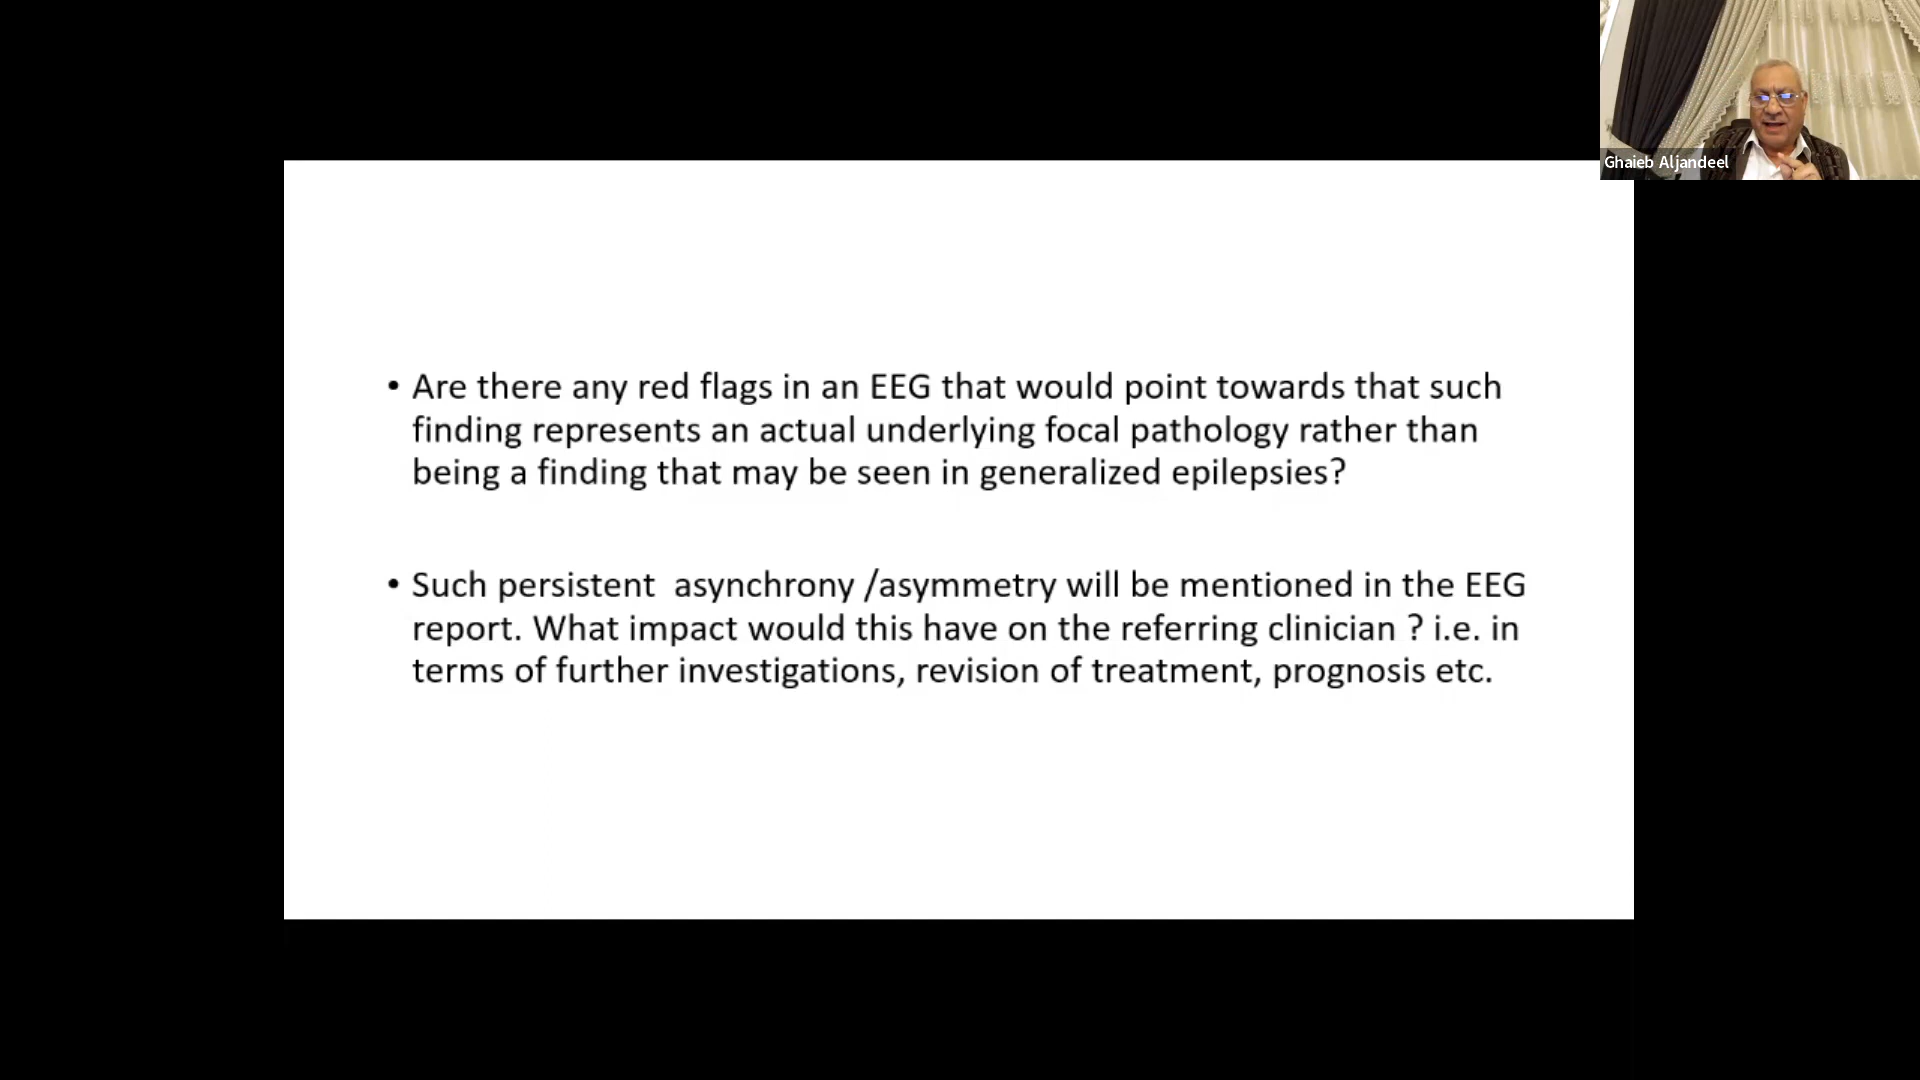 Ghaieb Aljandeel
• Are there any red flags in an EEG that would point towards that such
finding represents an actual underlying focal pathology rather than
being a finding that may be seen in generalized epilepsies?
• Such persistent  asynchrony /asymmetry will be mentioned in the EEG
report. What impact would this have on the referring clinician ? i.e. in
terms of further investigations, revision of treatment, prognosis etc.